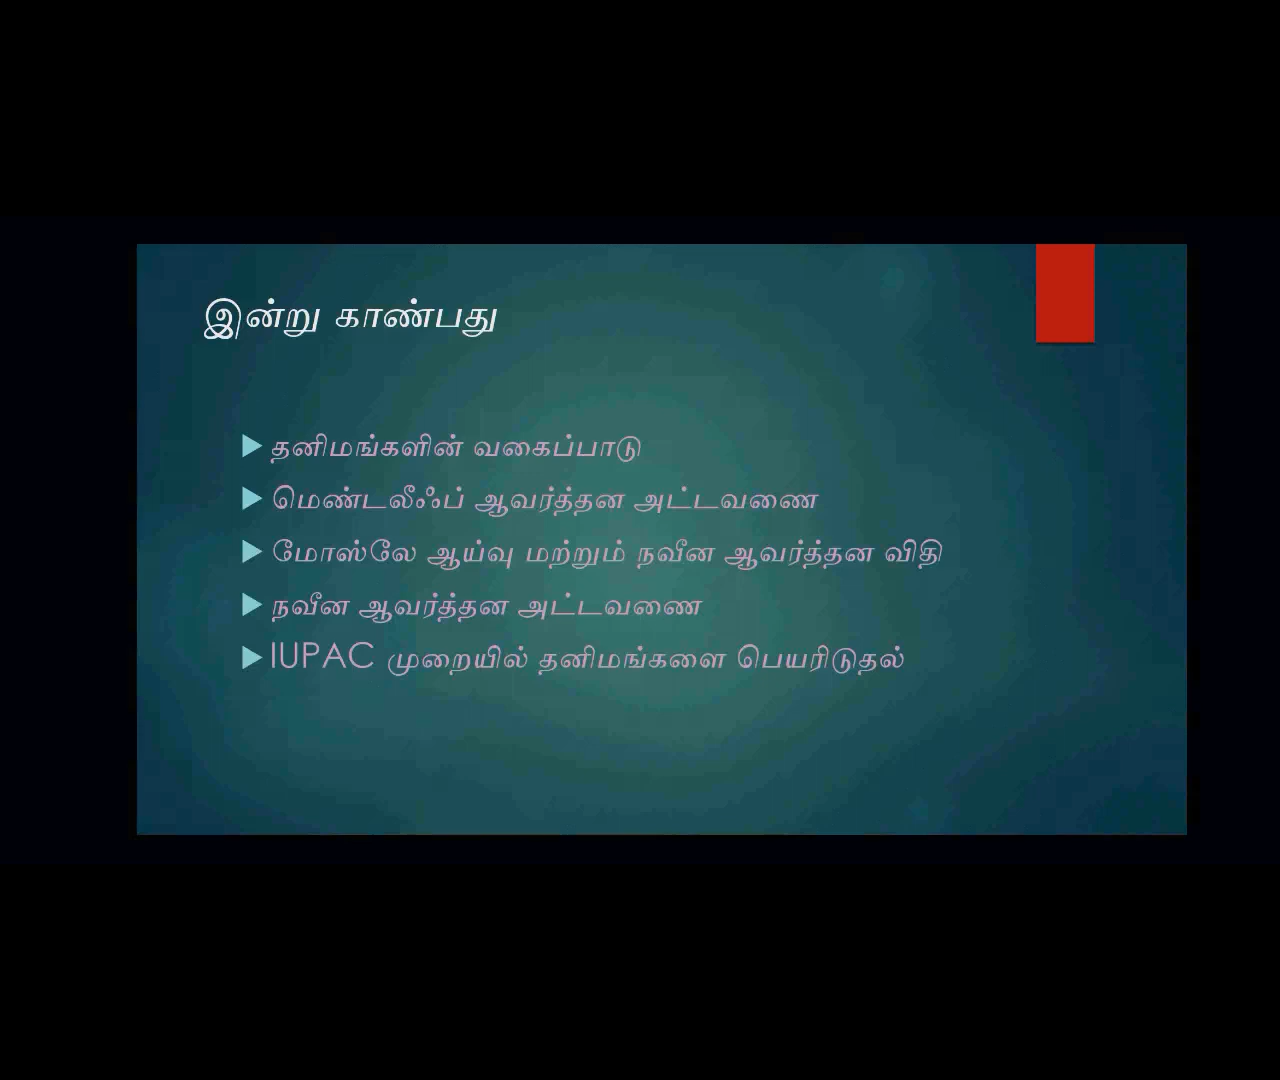 இன்று காண்பது
தனிமங்களின் வகைப்பாடு
மெண்டலீஃப் ஆவர்த்தன அட்டவணை
மோஸ்லே ஆய்வு மற்றும் நவீன ஆவர்த்தன விதி
நவீன ஆவர்த்தன அட்டவணை
IUPAC முறையில் தனிமங்களை பெயரிடுதல்